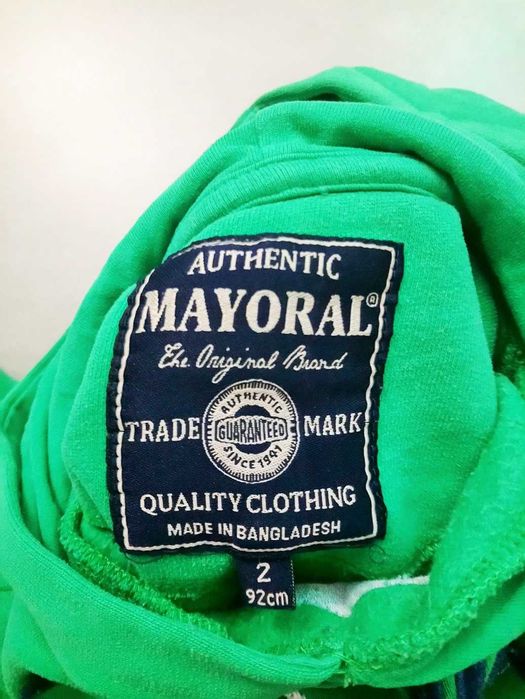 AUTHENTIC
MAYORAL®
The Original Brand
AUTHENTIC
TRADE GUARANTEED MARK
SINCE 1941
QUALITY CLOTHING
MADE IN BANGLADESH
2
92cm